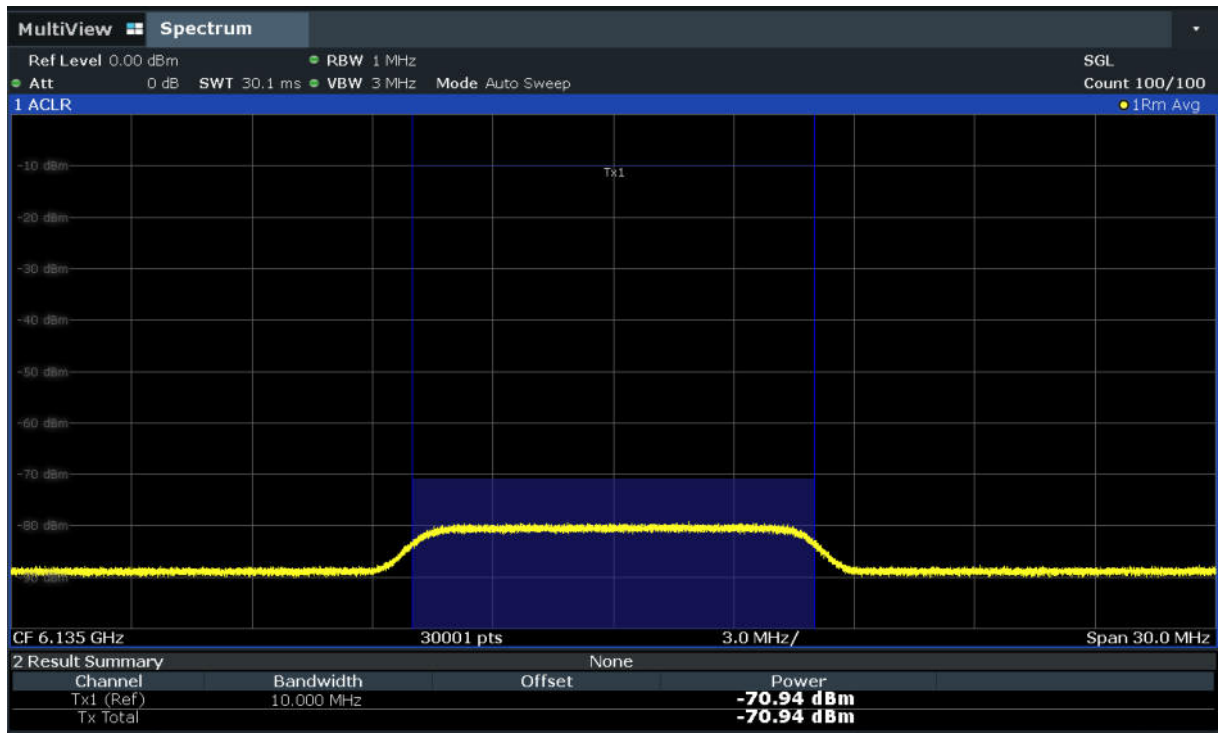 MultiView Spectrum
Ref Level 0.00 dBm RBW 1 MHz SGL
Att 0 dB SWT 30.1 ms VBW 3 MHz Mode Auto Sweep Count 100/100
1 ACLR 1Rm Avg
-10 dBm
Tx1
-20 dBm
-30 dBm
-40 dBm
-50 dBm
-60 dBm
-70 dBm
-80 dBm
-90 dBm
CF 6.135 GHz 30001 pts 3.0 MHz/ Span 30.0 MHz
2 Result Summary None
Channel Bandwidth Offset Power
Tx1 (Ref) 10.000 MHz -70.94 dBm
Tx Total -70.94 dBm